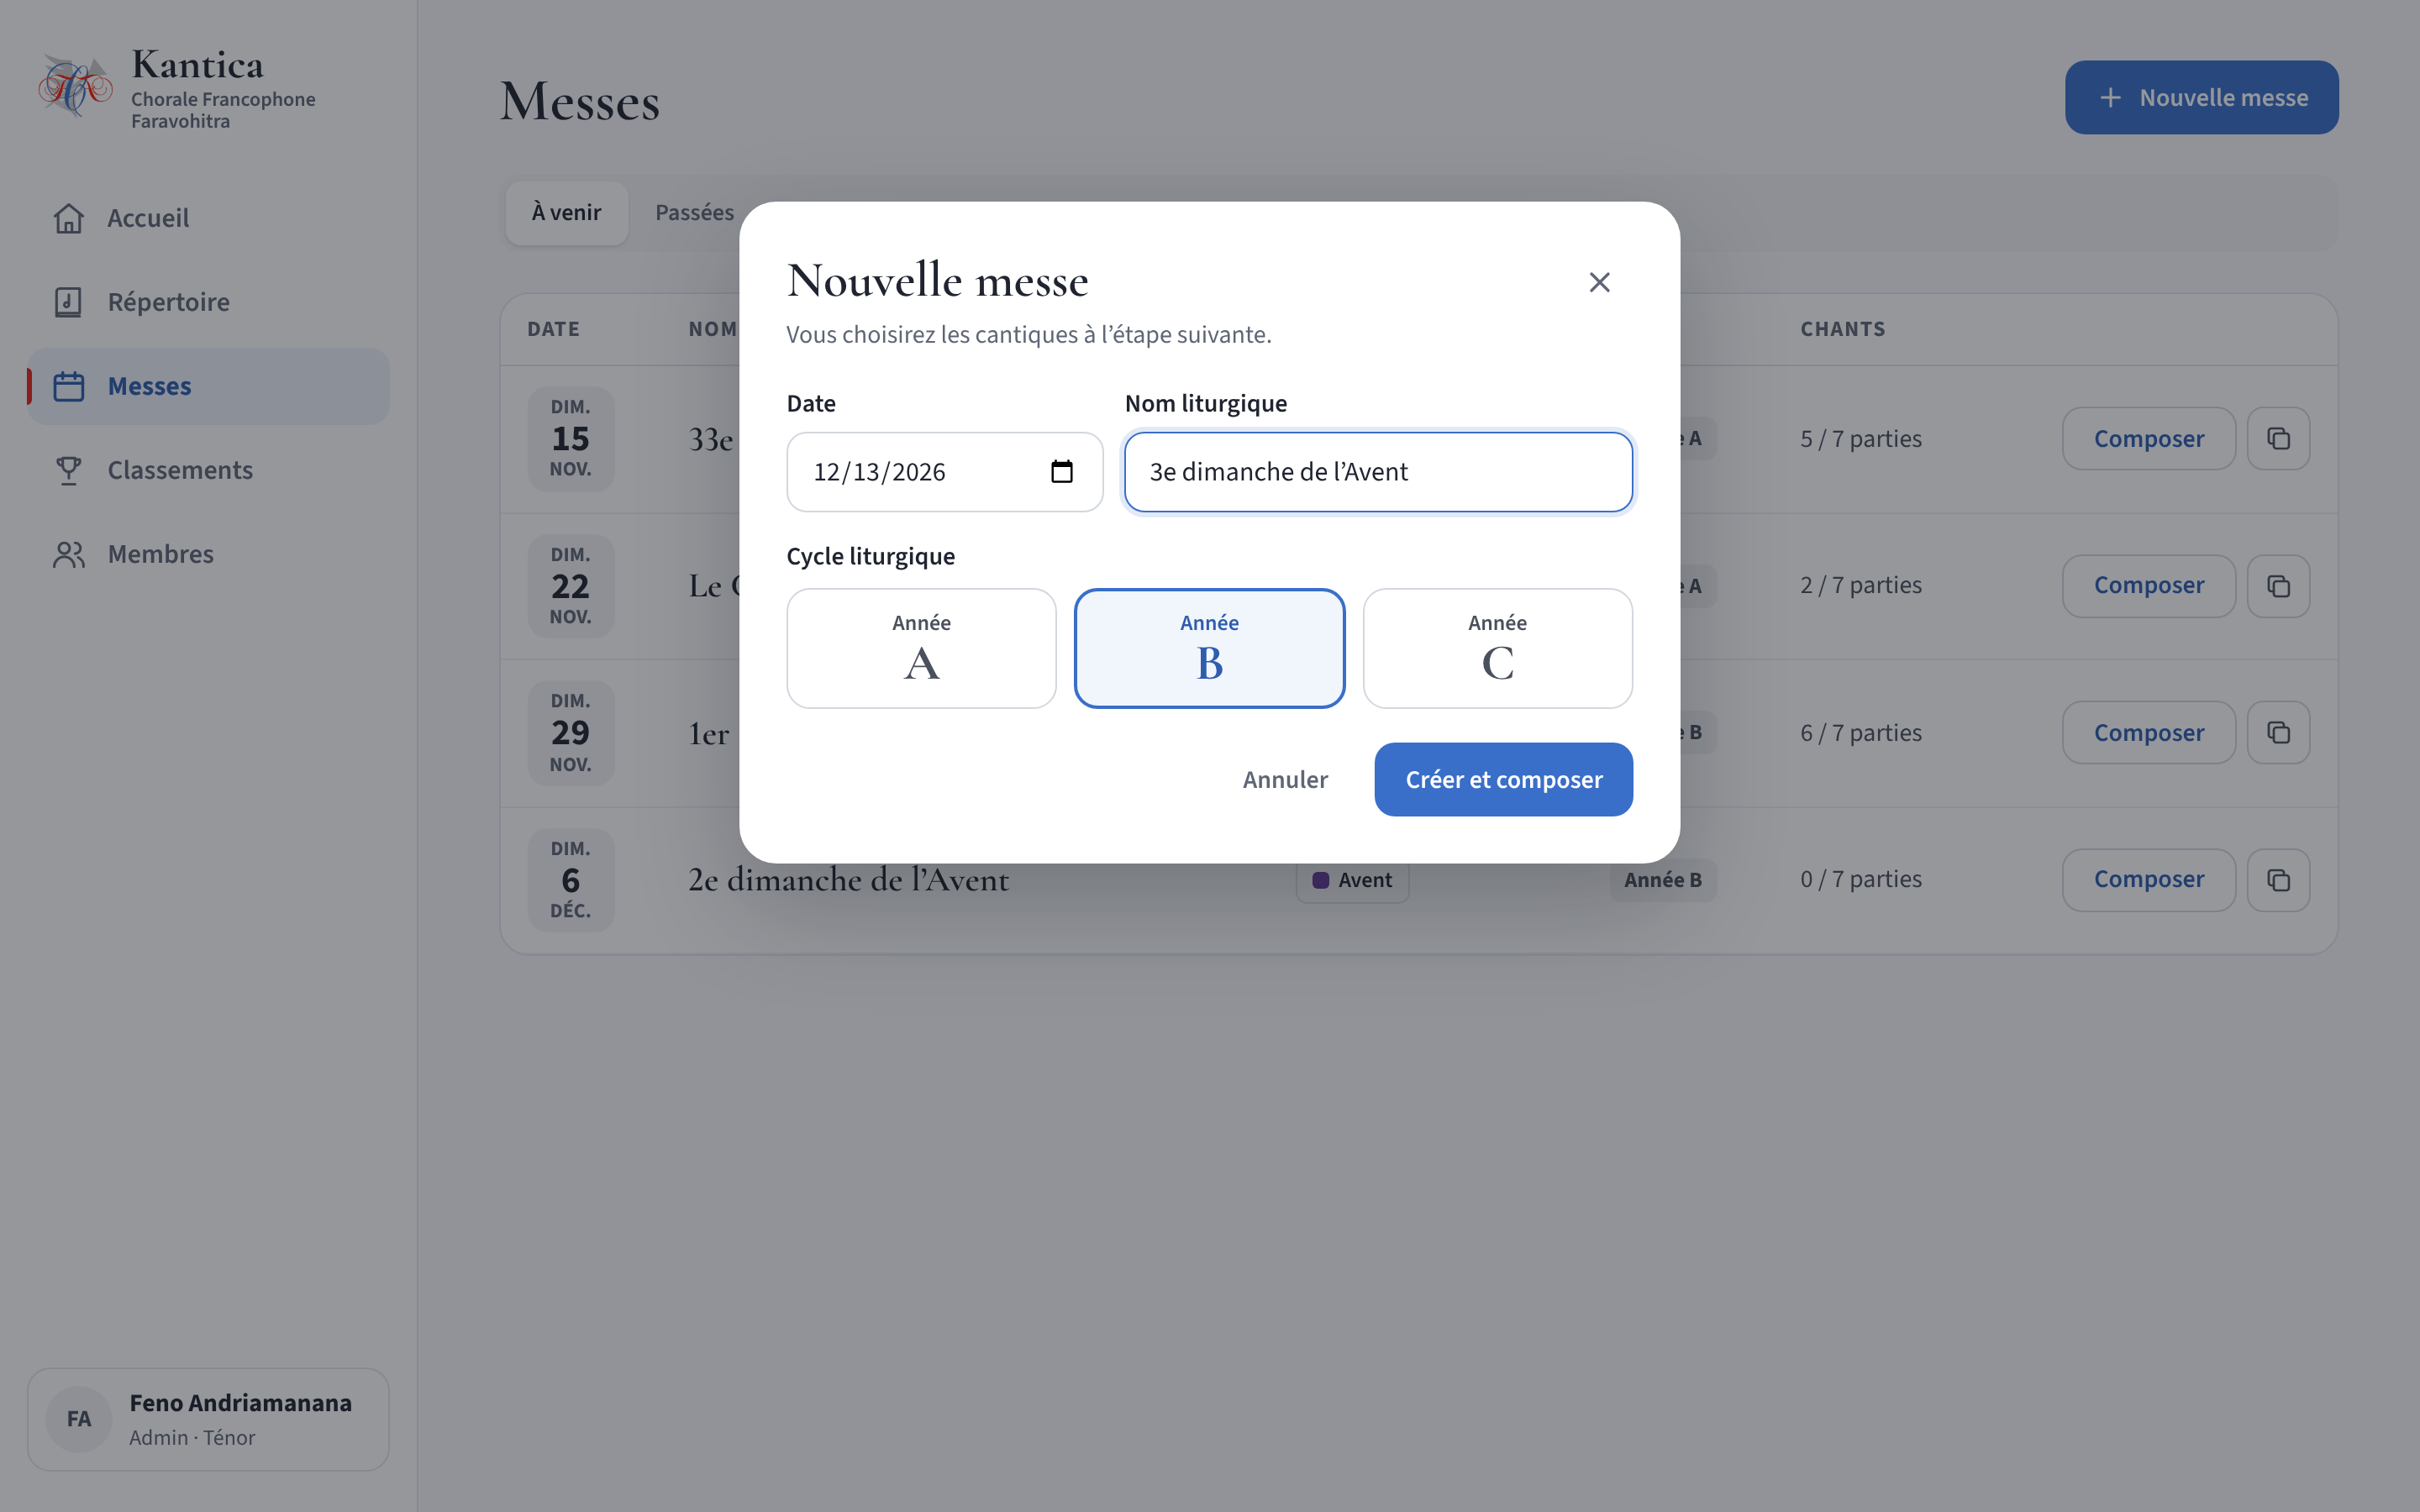 Kantica
Chorale Francophone
Faravohitra
Accueil
Répertoire
Messes
Classements
Membres
FA
Feno Andriamanana
Admin · Ténor
Messes
Nouvelle messe
À venir
Passées
DATE
NOM
CHANTS
DIM.
15
NOV.
33e
A
5 / 7 parties
Composer
DIM.
22
NOV.
Le
A
2 / 7 parties
Composer
DIM.
29
NOV.
1er
B
6 / 7 parties
Composer
DIM.
6
DÉC.
2e dimanche de l’Avent
Avent
Année B
0 / 7 parties
Composer
Nouvelle messe
Vous choisirez les cantiques à l’étape suivante.
Date
Nom liturgique
12/13/2026
3e dimanche de l’Avent
Cycle liturgique
Année
A
Année
B
Année
C
Annuler
Créer et composer